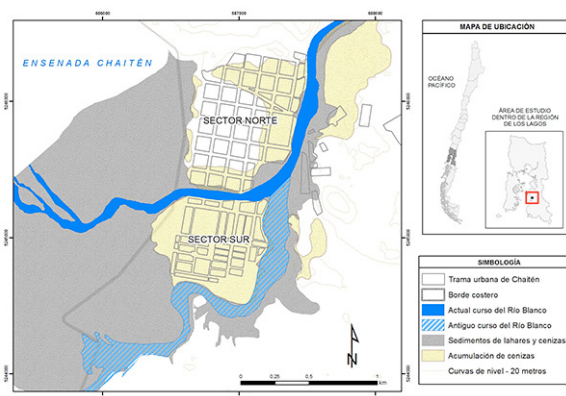 ENSENADA CHAITÉN
SECTOR NORTE
SECTOR SUR
N
0 0.25 0.5 1
km
MAPA DE UBICACIÓN
OCÉANO
PACÍFICO
ÁREA DE ESTUDIO
DENTRO DE LA REGIÓN
DE LOS LAGOS
SIMBOLOGÍA
Trama urbana de Chaitén
Borde costero
Actual curso del Río Blanco
Antiguo curso del Río Blanco
Sedimentos de lahares y cenizas
Acumulación de cenizas
Curvas de nivel - 20 metros